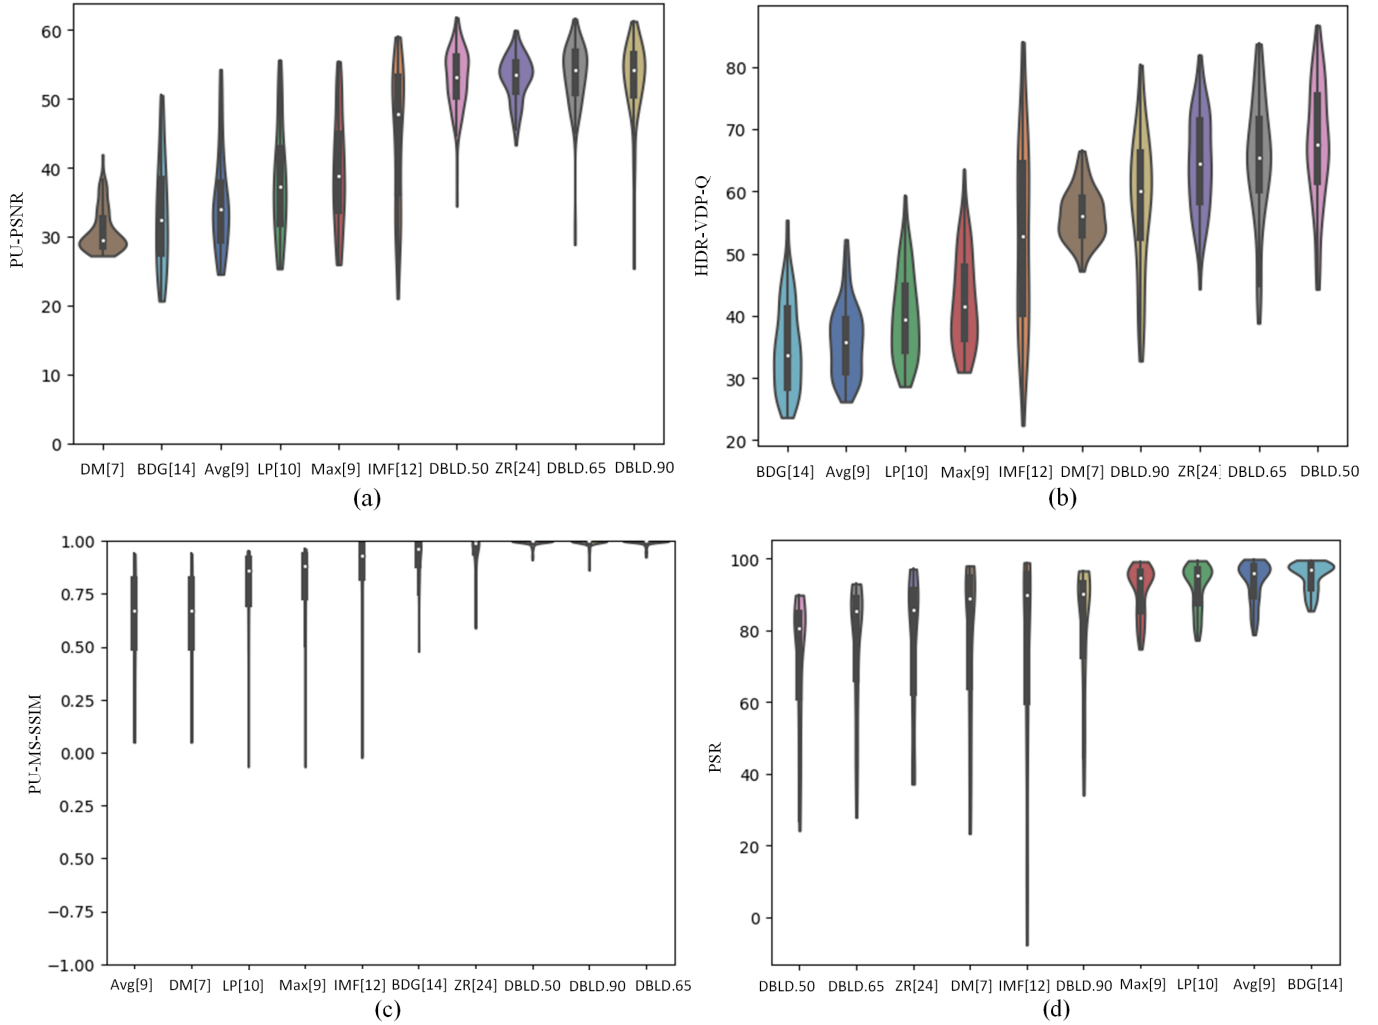 60
50
40
30
20
10
0
PU-PSNR
DM[7] BDG[14] Avg[9] LP[10] Max[9] IMF[12] DBLD.50 ZR[24] DBLD.65 DBLD.90
(a)
80
70
60
50
40
30
20
HDR-VDP-Q
BDG[14] Avg[9] LP[10] Max[9] IMF[12] DM[7] DBLD.90 ZR[24] DBLD.65 DBLD.50
(b)
1.00
0.75
0.50
0.25
0.00
0.25
0.50
−0.75
−1.00
PU-MS-SSIM
Avg[9] DM[7] LP[10] Max[9] IMF[12] BDG[14] ZR[24] DBLD.50 DBLD.90 DBLD.65
(c)
100
80
60
40
20
0
PSR
DBLD.50 DBLD.65 ZR[24] DM[7] IMF[12] DBLD.90 Max[9] LP[10] Avg[9] BDG[14]
(d)